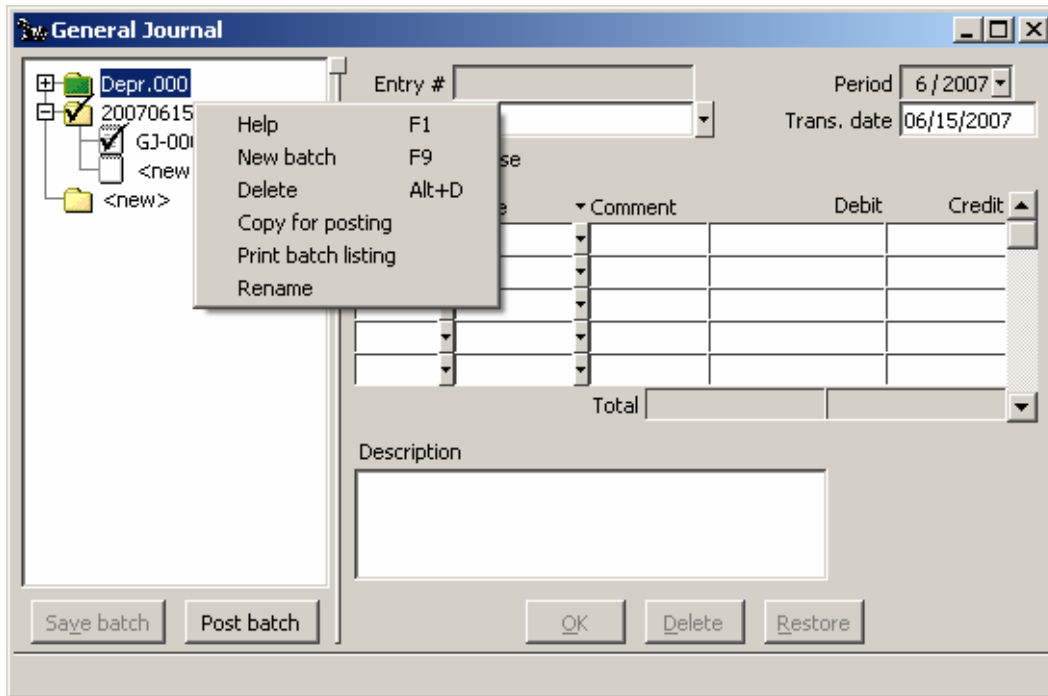 General Journal
Depr.000
20070615
GJ-00
<new
<new>
Help F1
New batch F9
Delete Alt+D
Copy for posting
Print batch listing
Rename
Entry #
Period 6 / 2007
Trans. date 06/15/2007
se
e Comment Debit Credit
Total
Description
Save batch Post batch OK Delete Restore